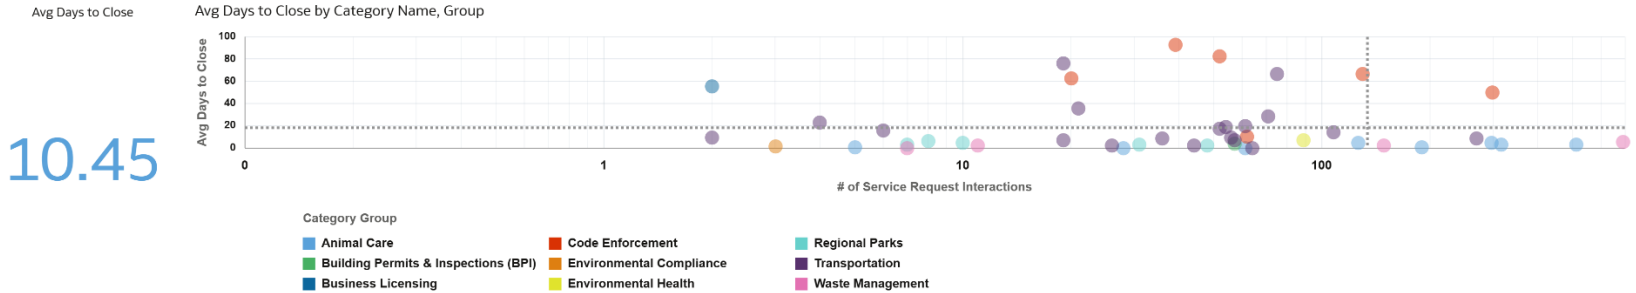 Avg Days to Close
10.45
Avg Days to Close by Category Name, Group
Avg Days to Close
100
80
60
40
20
0
0 1 10 100
# of Service Request Interactions
Category Group
Animal Care Code Enforcement Regional Parks
Building Permits & Inspections (BPI) Environmental Compliance Transportation
Business Licensing Environmental Health Waste Management